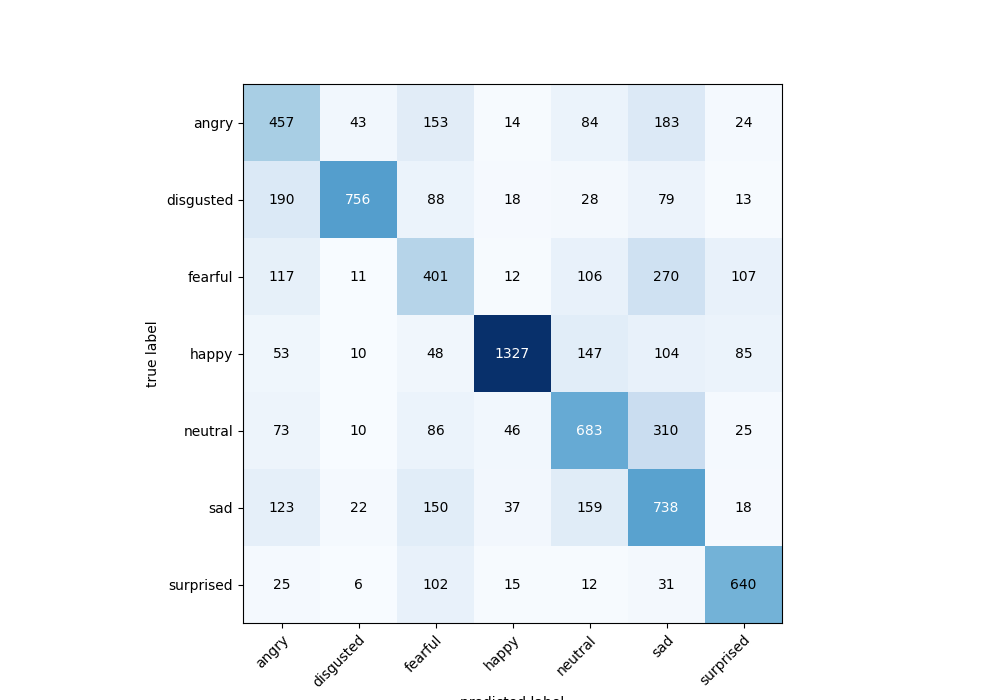 angry 457 43 153 14 84 183 24
disgusted 190 756 88 18 28 79 13
fearful 117 11 401 12 106 270 107
happy 53 10 48 1327 147 104 85
neutral 73 10 86 46 683 310 25
sad 123 22 150 37 159 738 18
surprised 25 6 102 15 12 31 640
true label
angry disgusted fearful happy neutral sad surprised
predicted label